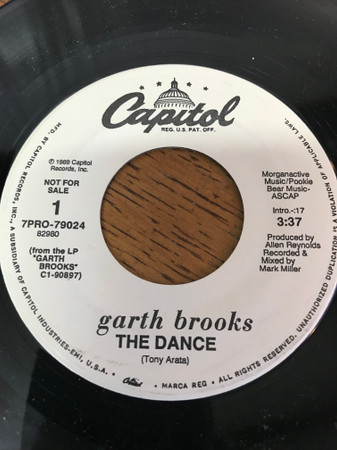 Capitol
REG. U.S. PAT. OFF.
℗ 1989 Capitol
Records, Inc.
NOT FOR
SALE
1
7PRO-79024
82980
(from the LP
"GARTH
BROOKS"
C1-90897)
Morganactive
Music/Pookie
Bear Music-
ASCAP
Intro.-:17
3:37
Produced by
Allen Reynolds
Recorded &
Mixed by
Mark Miller
garth brooks
THE DANCE
(Tony Arata)
MFD. BY CAPITOL RECORDS, INC., A SUBSIDIARY OF CAPITOL INDUSTRIES-EMI, U.S.A. • Capitol • MARCA REG. • ALL RIGHTS RESERVED. UNAUTHORIZED DUPLICATION IS A VIOLATION OF APPLICABLE LAWS.